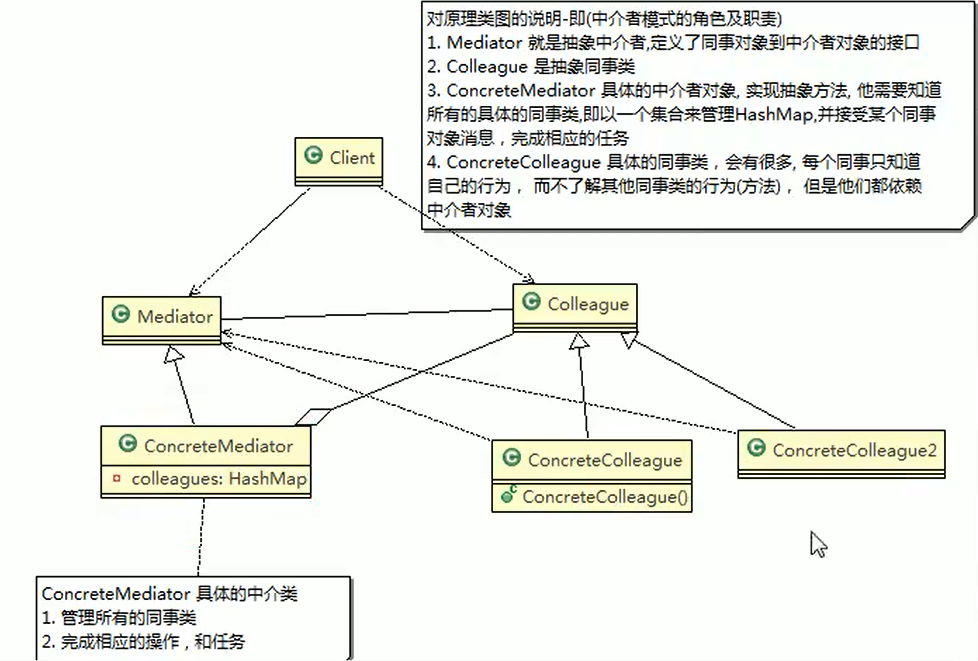 对原理类图的说明-即(中介者模式的角色及职责)
1. Mediator 就是抽象中介者,定义了同事对象到中介者对象的接口
2. Colleague 是抽象同事类
3. ConcreteMediator 具体的中介者对象, 实现抽象方法, 他需要知道
所有的具体的同事类,即以一个集合来管理HashMap,并接受某个同事
对象消息，完成相应的任务
4. ConcreteColleague 具体的同事类，会有很多, 每个同事只知道
自己的行为， 而不了解其他同事类的行为(方法)， 但是他们都依赖
中介者对象
Client
Mediator
Colleague
ConcreteMediator
colleagues: HashMap
ConcreteColleague
ConcreteColleague()
ConcreteColleague2
ConcreteMediator 具体的中介类
1. 管理所有的同事类
2. 完成相应的操作，和任务